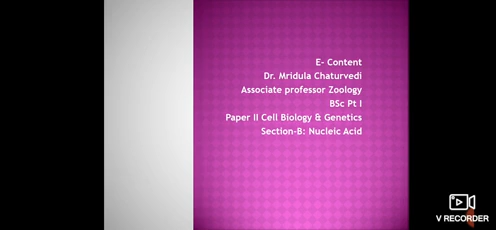 E- Content
Dr. Mridula Chaturvedi
Associate professor Zoology
BSc Pt I
Paper II Cell Biology & Genetics
Section-B: Nucleic Acid
V RECORDER